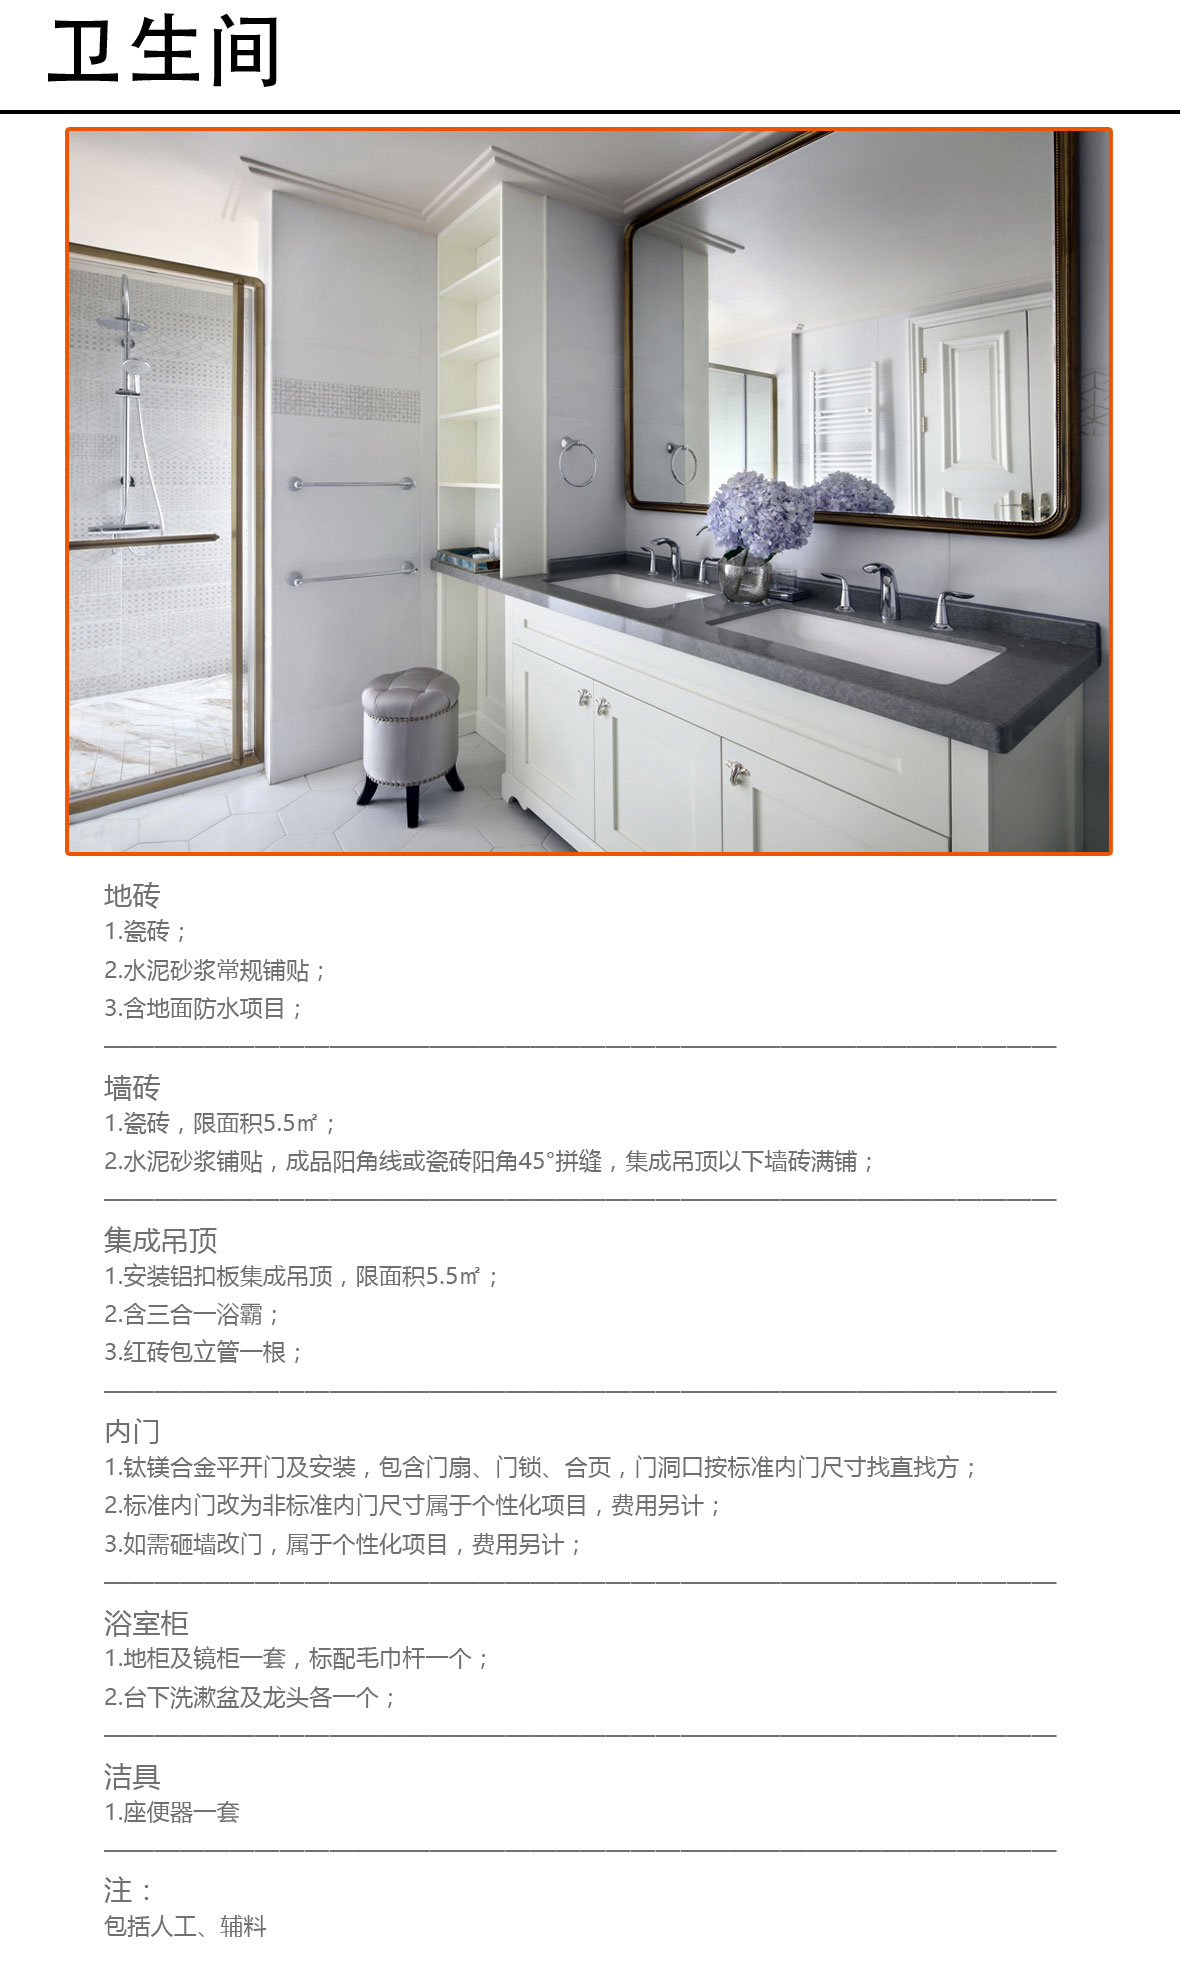 卫生间
地砖
1.瓷砖；
2.水泥砂浆常规铺贴；
3.含地面防水项目；
墙砖
1.瓷砖，限面积5.5㎡；
2.水泥砂浆铺贴，成品阳角线或瓷砖阳角45°拼缝，集成吊顶以下墙砖满铺；
集成吊顶
1.安装铝扣板集成吊顶，限面积5.5㎡；
2.含三合一浴霸；
3.红砖包立管一根；
内门
1.钛镁合金平开门及安装，包含门扇、门锁、合页，门洞口按标准内门尺寸找直找方；
2.标准内门改为非标准内门尺寸属于个性化项目，费用另计；
3.如需砸墙改门，属于个性化项目，费用另计；
浴室柜
1.地柜及镜柜一套，标配毛巾杆一个；
2.台下洗漱盆及龙头各一个；
洁具
1.座便器一套
注：
包括人工、辅料